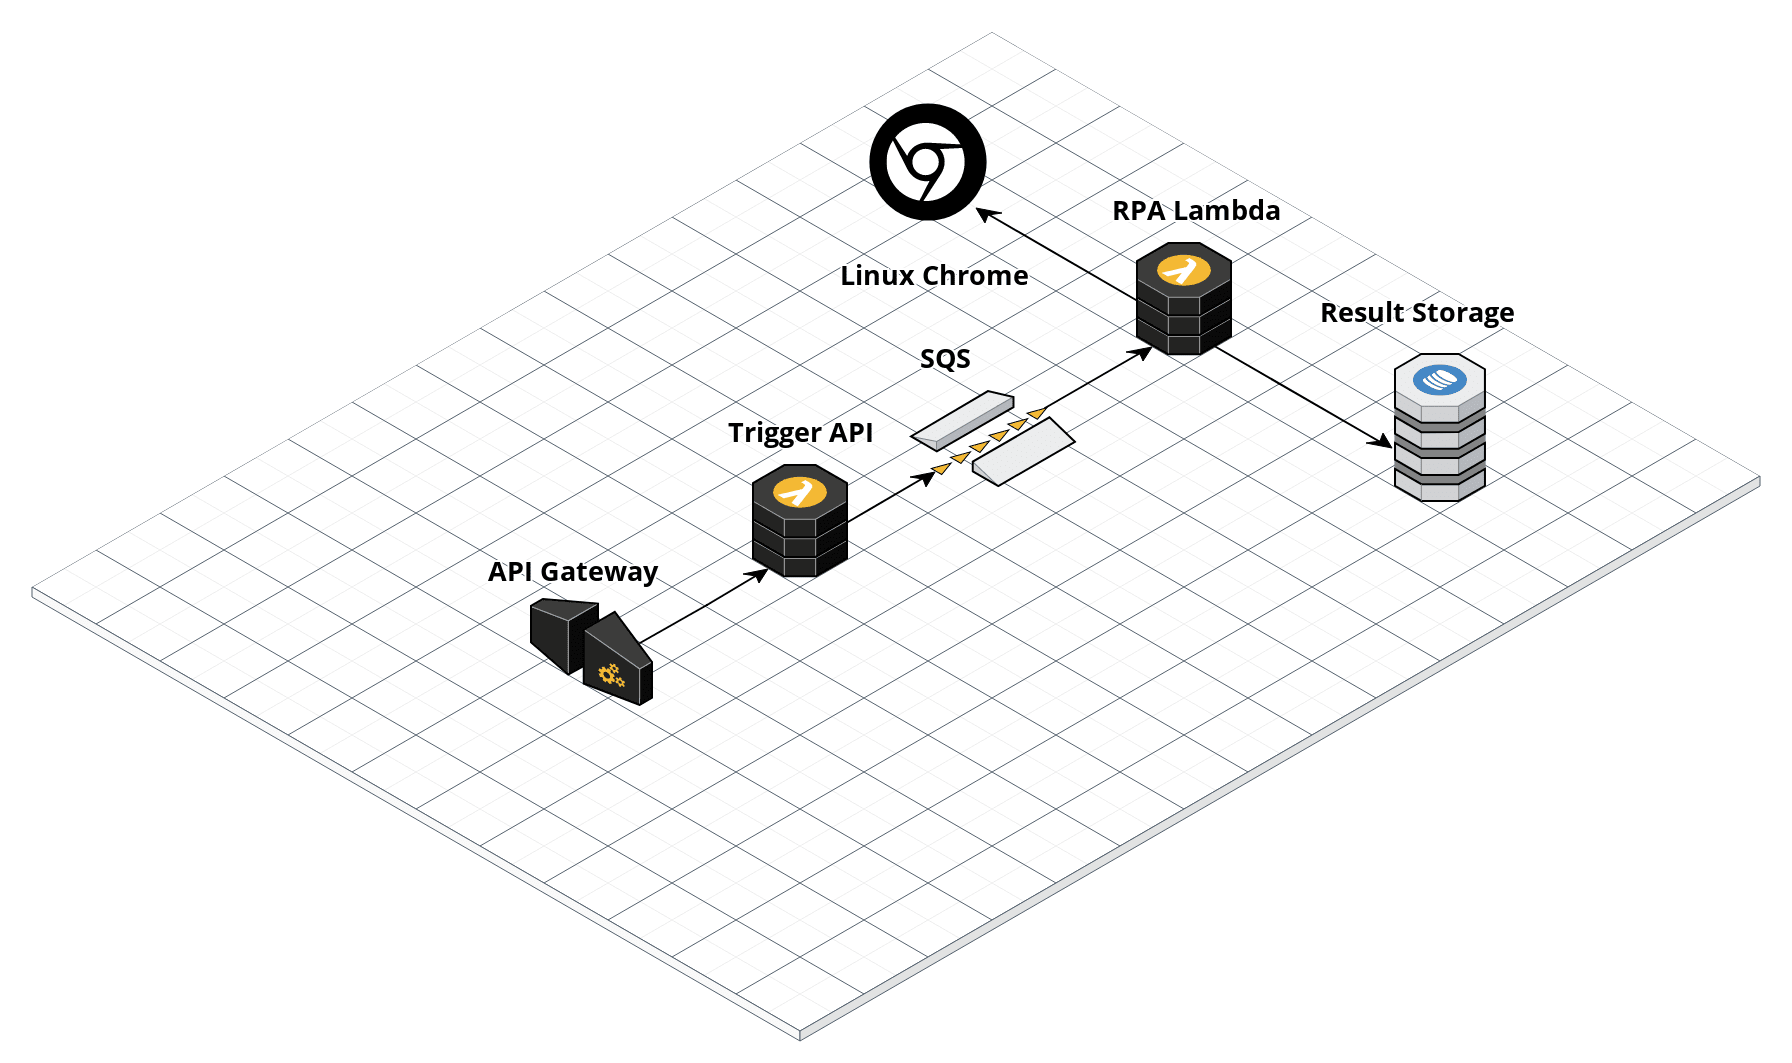 RPA Lambda
Linux Chrome
Result Storage
SQS
Trigger API
API Gateway